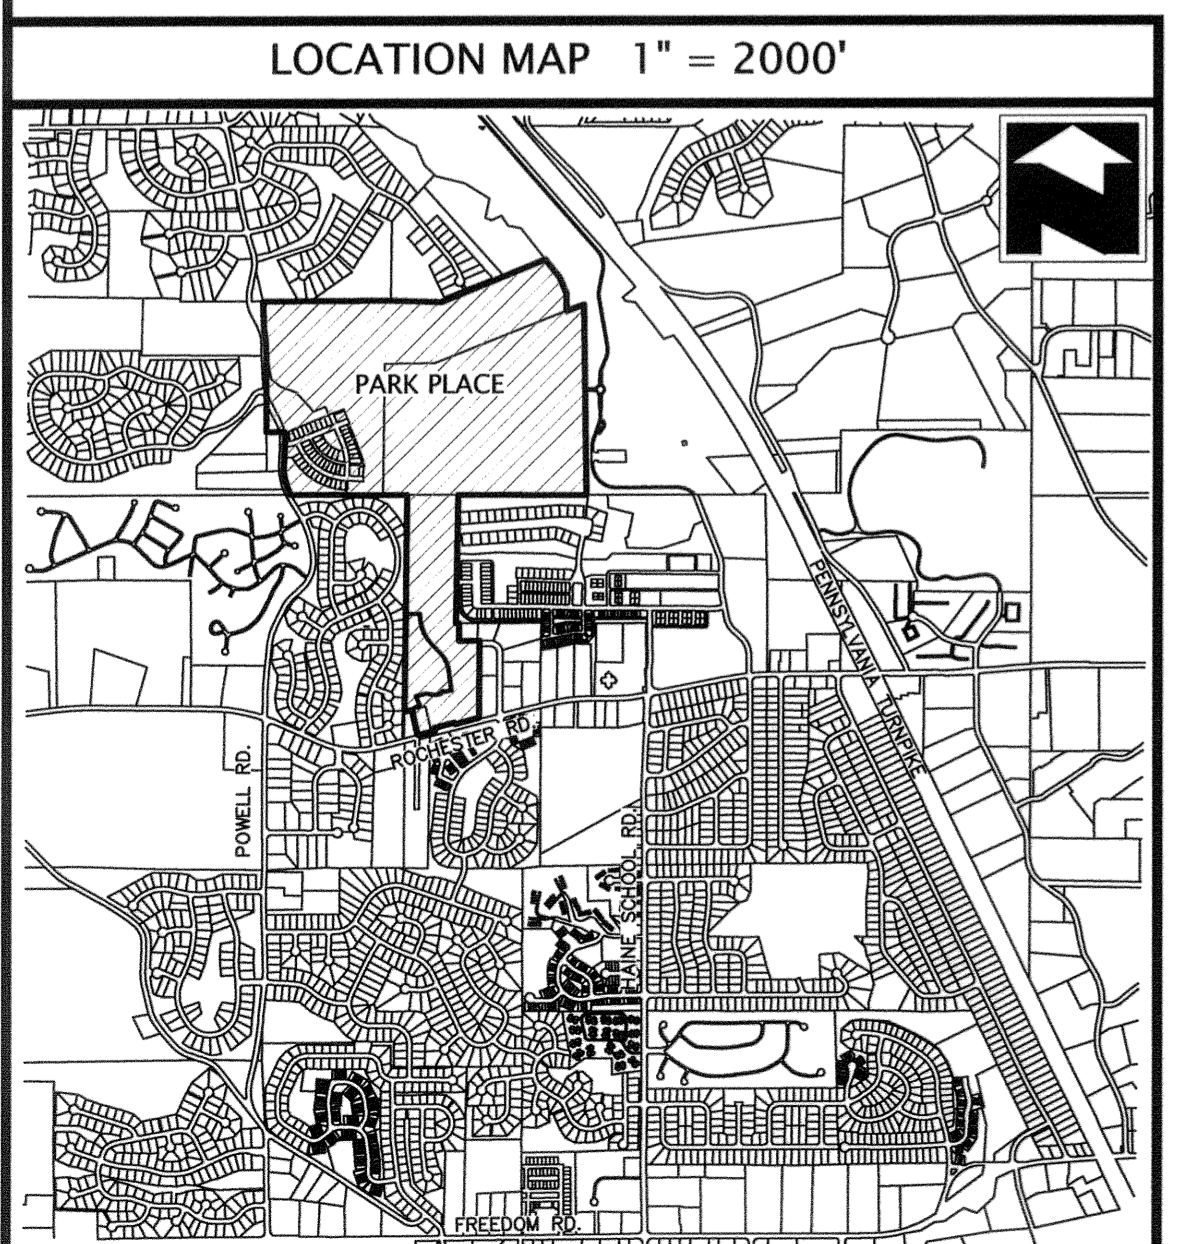 LOCATION MAP 1" = 2000'
N
PARK PLACE
PENNSYLVANIA TURNPIKE
ROCHESTER RD.
POWELL RD.
HAINE SCHOOL RD.
FREEDOM RD.